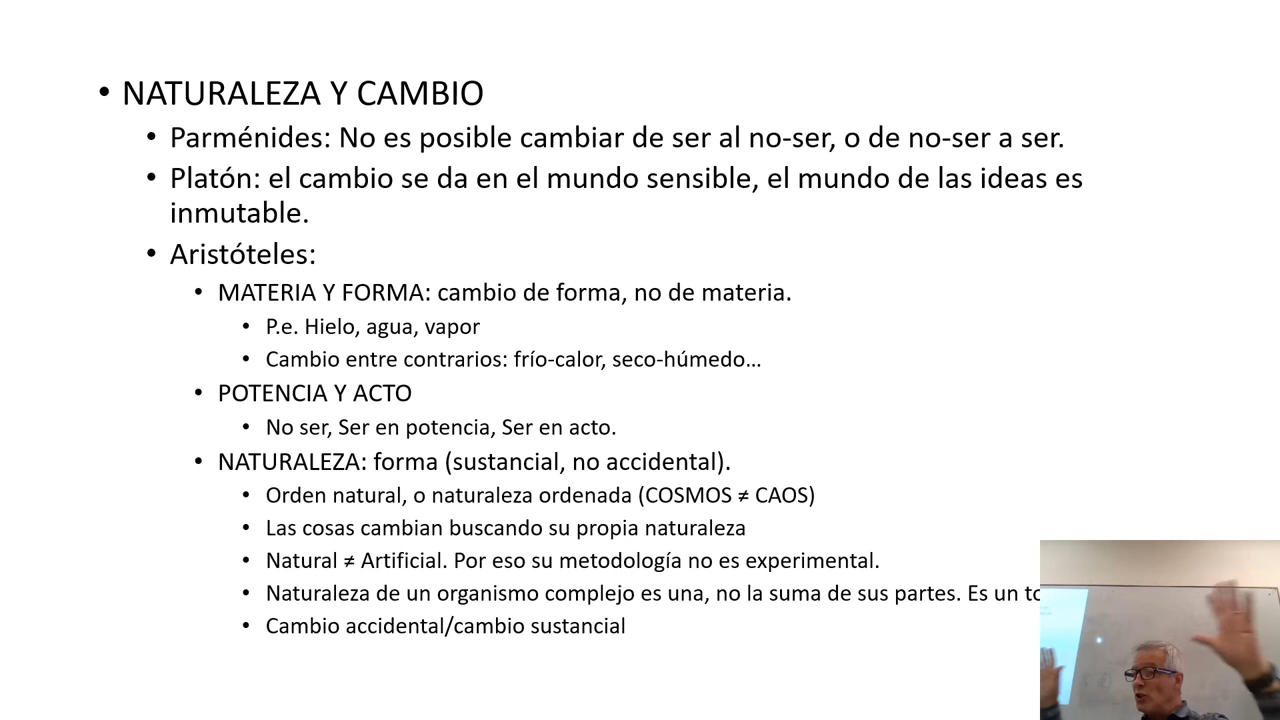 • NATURALEZA Y CAMBIO
• Parménides: No es posible cambiar de ser al no-ser, o de no-ser a ser.
• Platón: el cambio se da en el mundo sensible, el mundo de las ideas es
inmutable.
• Aristóteles:
• MATERIA Y FORMA: cambio de forma, no de materia.
• P.e. Hielo, agua, vapor
• Cambio entre contrarios: frío-calor, seco-húmedo…
• POTENCIA Y ACTO
• No ser, Ser en potencia, Ser en acto.
• NATURALEZA: forma (sustancial, no accidental).
• Orden natural, o naturaleza ordenada (COSMOS ≠ CAOS)
• Las cosas cambian buscando su propia naturaleza
• Natural ≠ Artificial. Por eso su metodología no es experimental.
• Naturaleza de un organismo complejo es una, no la suma de sus partes. Es un
• Cambio accidental/cambio sustancial